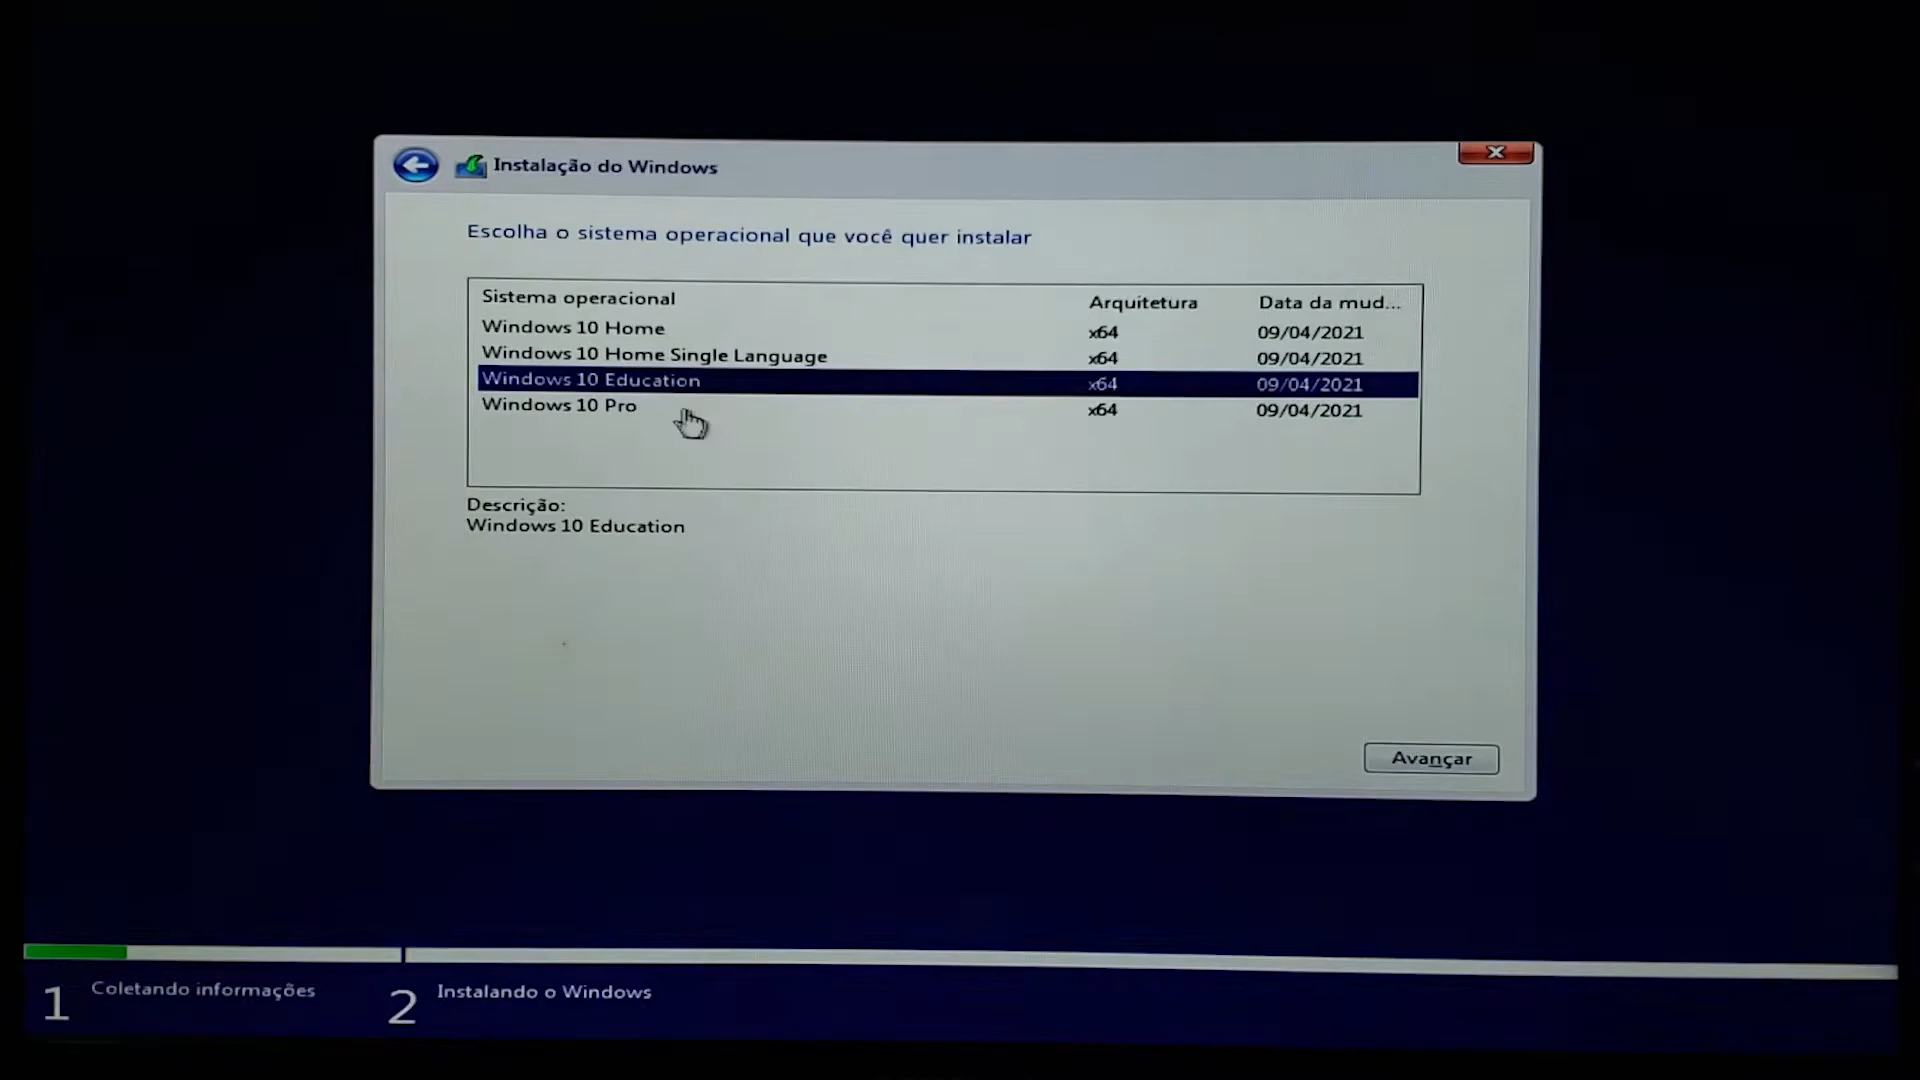 Instalação do Windows
Escolha o sistema operacional que você quer instalar
Sistema operacional Arquitetura Data da mud...
Windows 10 Home x64 09/04/2021
Windows 10 Home Single Language x64 09/04/2021
Windows 10 Education x64 09/04/2021
Windows 10 Pro x64 09/04/2021
Descrição:
Windows 10 Education
Avançar
1 Coletando informações 2 Instalando o Windows